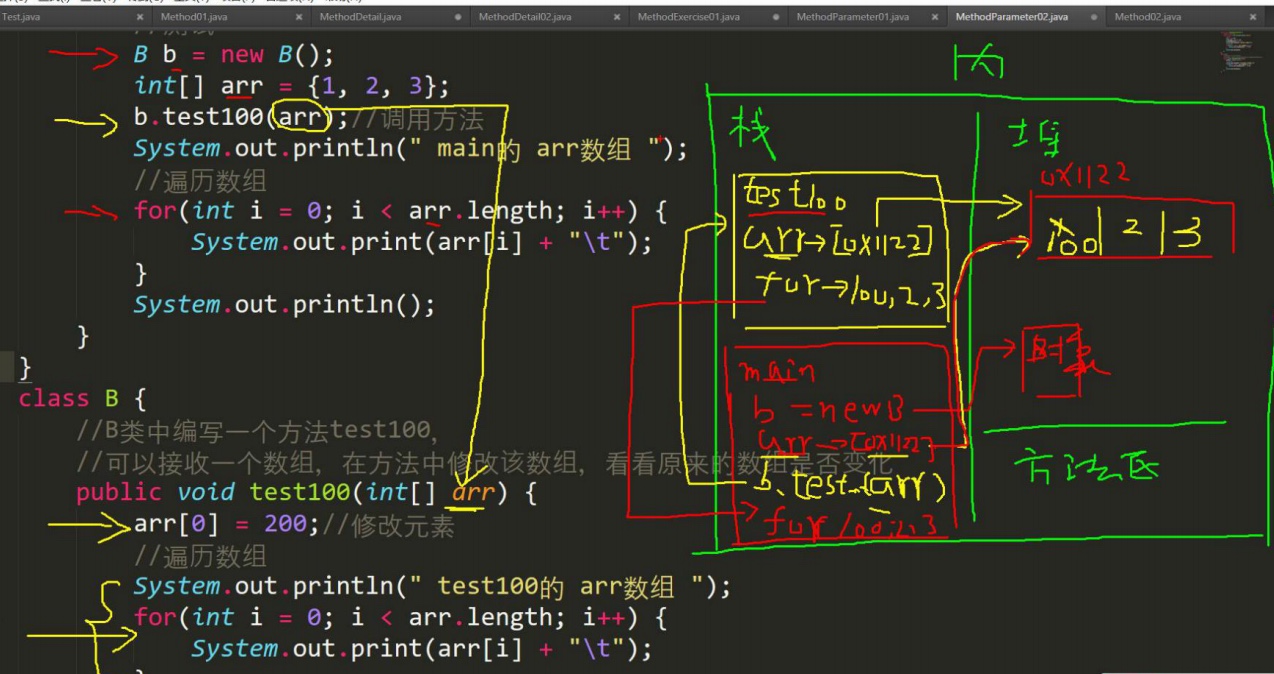 Test.java Method01.java MethodDetail.java MethodDetail02.java MethodExercise01.java MethodParameter01.java MethodParameter02.java Method02.java
B b = new B();
int[] arr = {1, 2, 3};
b.test100(arr);//调用方法
System.out.println(" main的 arr数组 ");
//遍历数组
for(int i = 0; i < arr.length; i++) {
System.out.print(arr[i] + "\t");
}
System.out.println();
}
}
class B {
//B类中编写一个方法test100,
//可以接收一个数组, 在方法中修改该数组, 看看原来的数组是否变化
public void test100(int[] arr) {
arr[0] = 200;//修改元素
//遍历数组
System.out.println(" test100的 arr数组 ");
for(int i = 0; i < arr.length; i++) {
System.out.print(arr[i] + "\t");
栈
test100
arr→[0x1122]
for→100,2,3
main
b = new B
arr→[0x1122]
b.test(arr)
for 100,2,3
堆
0x1122
2 | 3
方法区